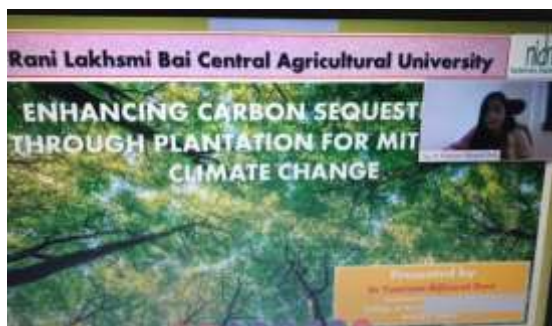 Rani Lakhsmi Bai Central Agricultural University
ENHANCING CARBON SEQUEST
THROUGH PLANTATION FOR MIT
CLIMATE CHANGE
Presented by